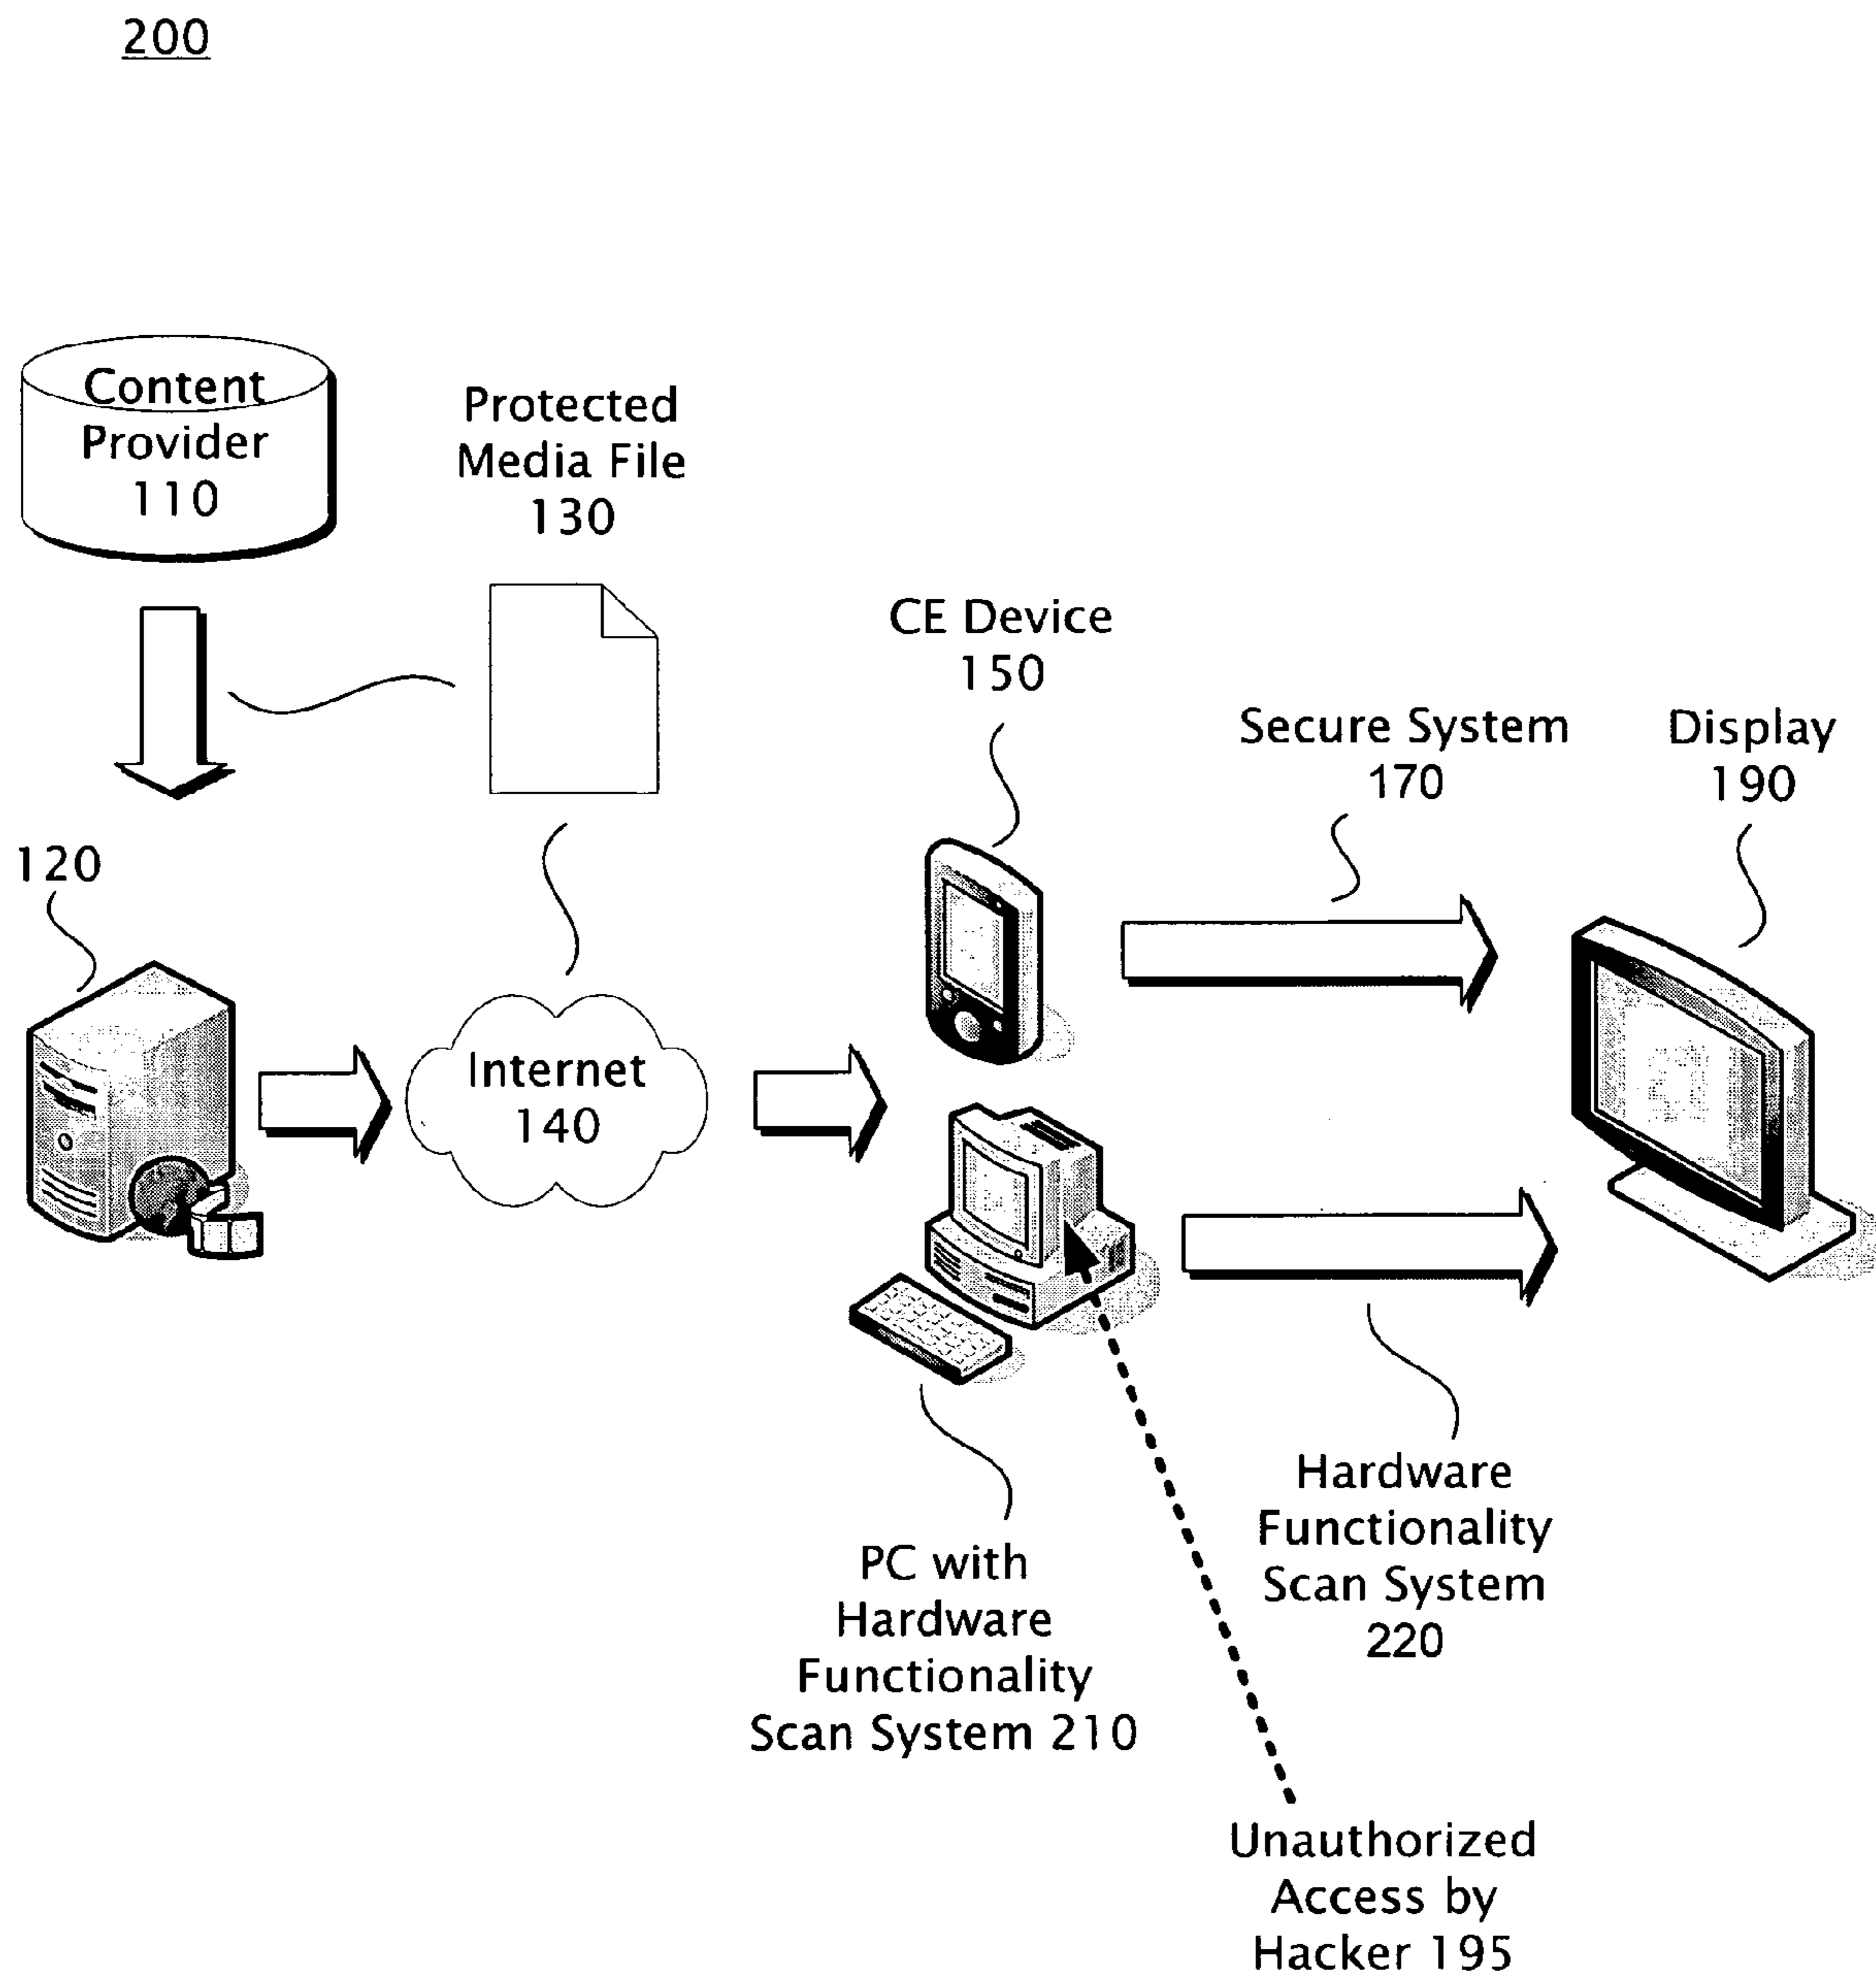 200
Content
Provider
110
Protected
Media File
130
CE Device
150
Secure System
170
Display
190
120
Internet
140
Hardware
Functionality
Scan System
220
PC with
Hardware
Functionality
Scan System 210
Unauthorized
Access by
Hacker 195